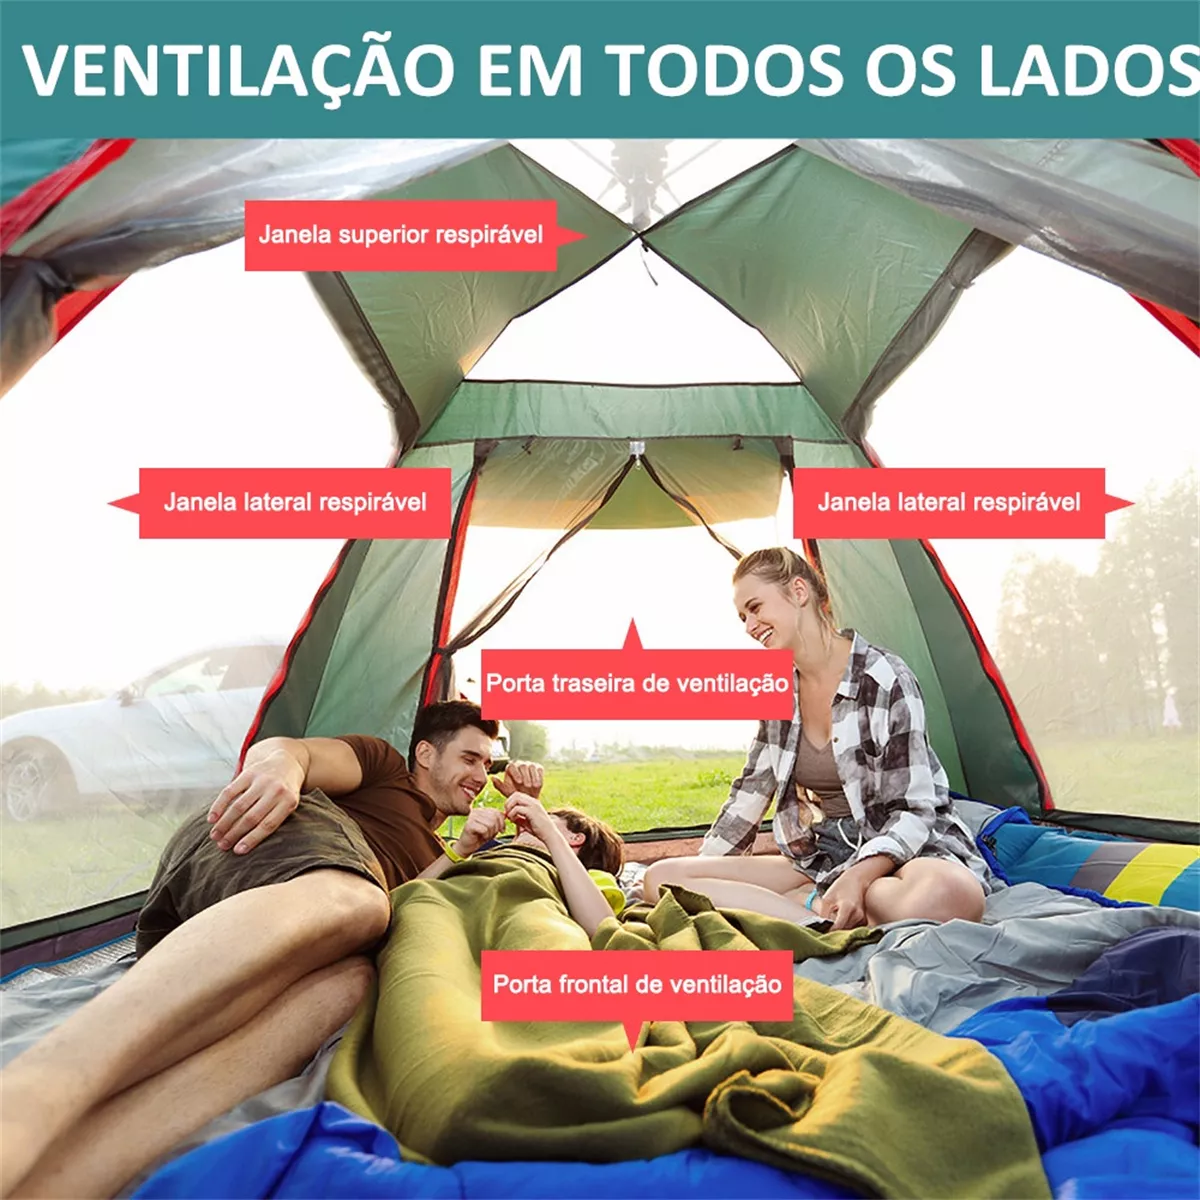 VENTILAÇÃO EM TODOS OS LADOS
Janela superior respirável
Janela lateral respirável
Janela lateral respirável
Porta traseira de ventilação
Porta frontal de ventilação